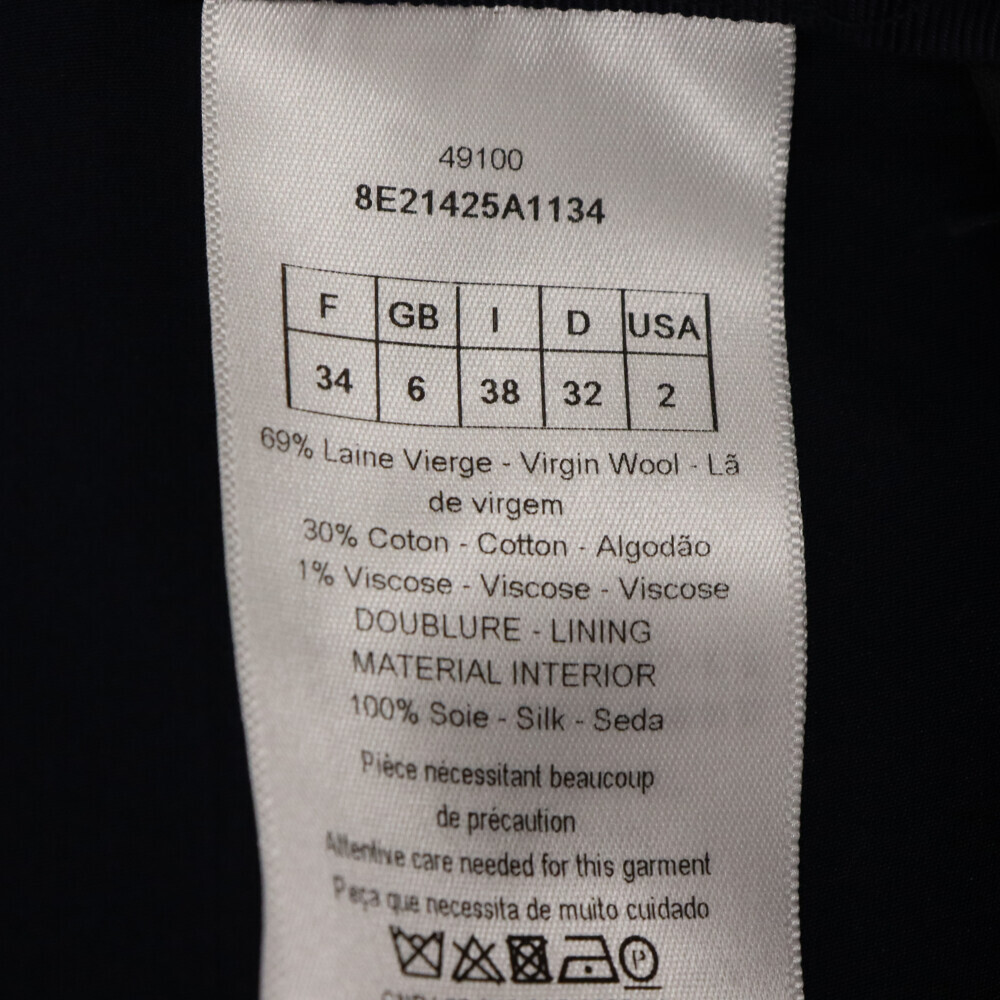 49100
8E21425A1134
F GB I D USA
34 6 38 32 2
69% Laine Vierge - Virgin Wool - Lã
de virgem
30% Coton - Cotton - Algodão
1% Viscose - Viscose - Viscose
DOUBLURE - LINING
MATERIAL INTERIOR
100% Soie - Silk - Seda
Pièce nécessitant beaucoup
de précaution
Attentive care needed for this garment
Peça que necessita de muito cuidado
P